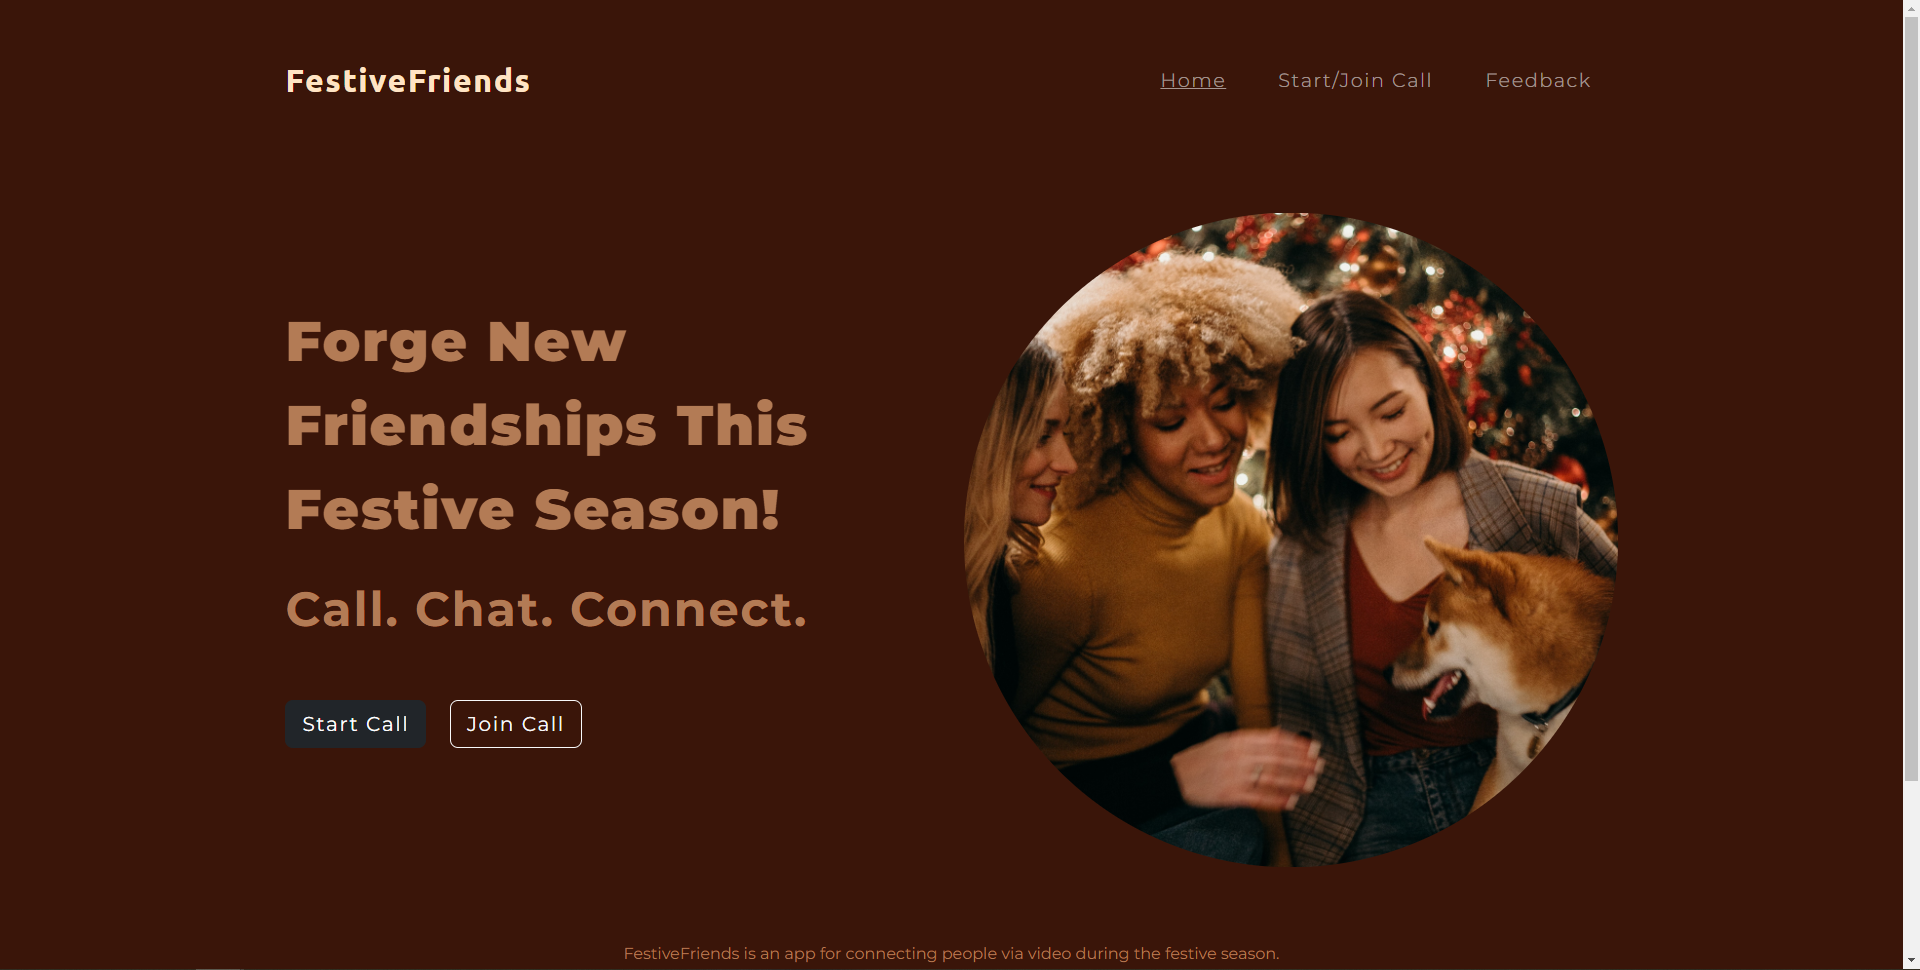 FestiveFriends
Home
Start/Join Call
Feedback
Forge New
Friendships This
Festive Season!
Call. Chat. Connect.
Start Call
Join Call
FestiveFriends is an app for connecting people via video during the festive season.